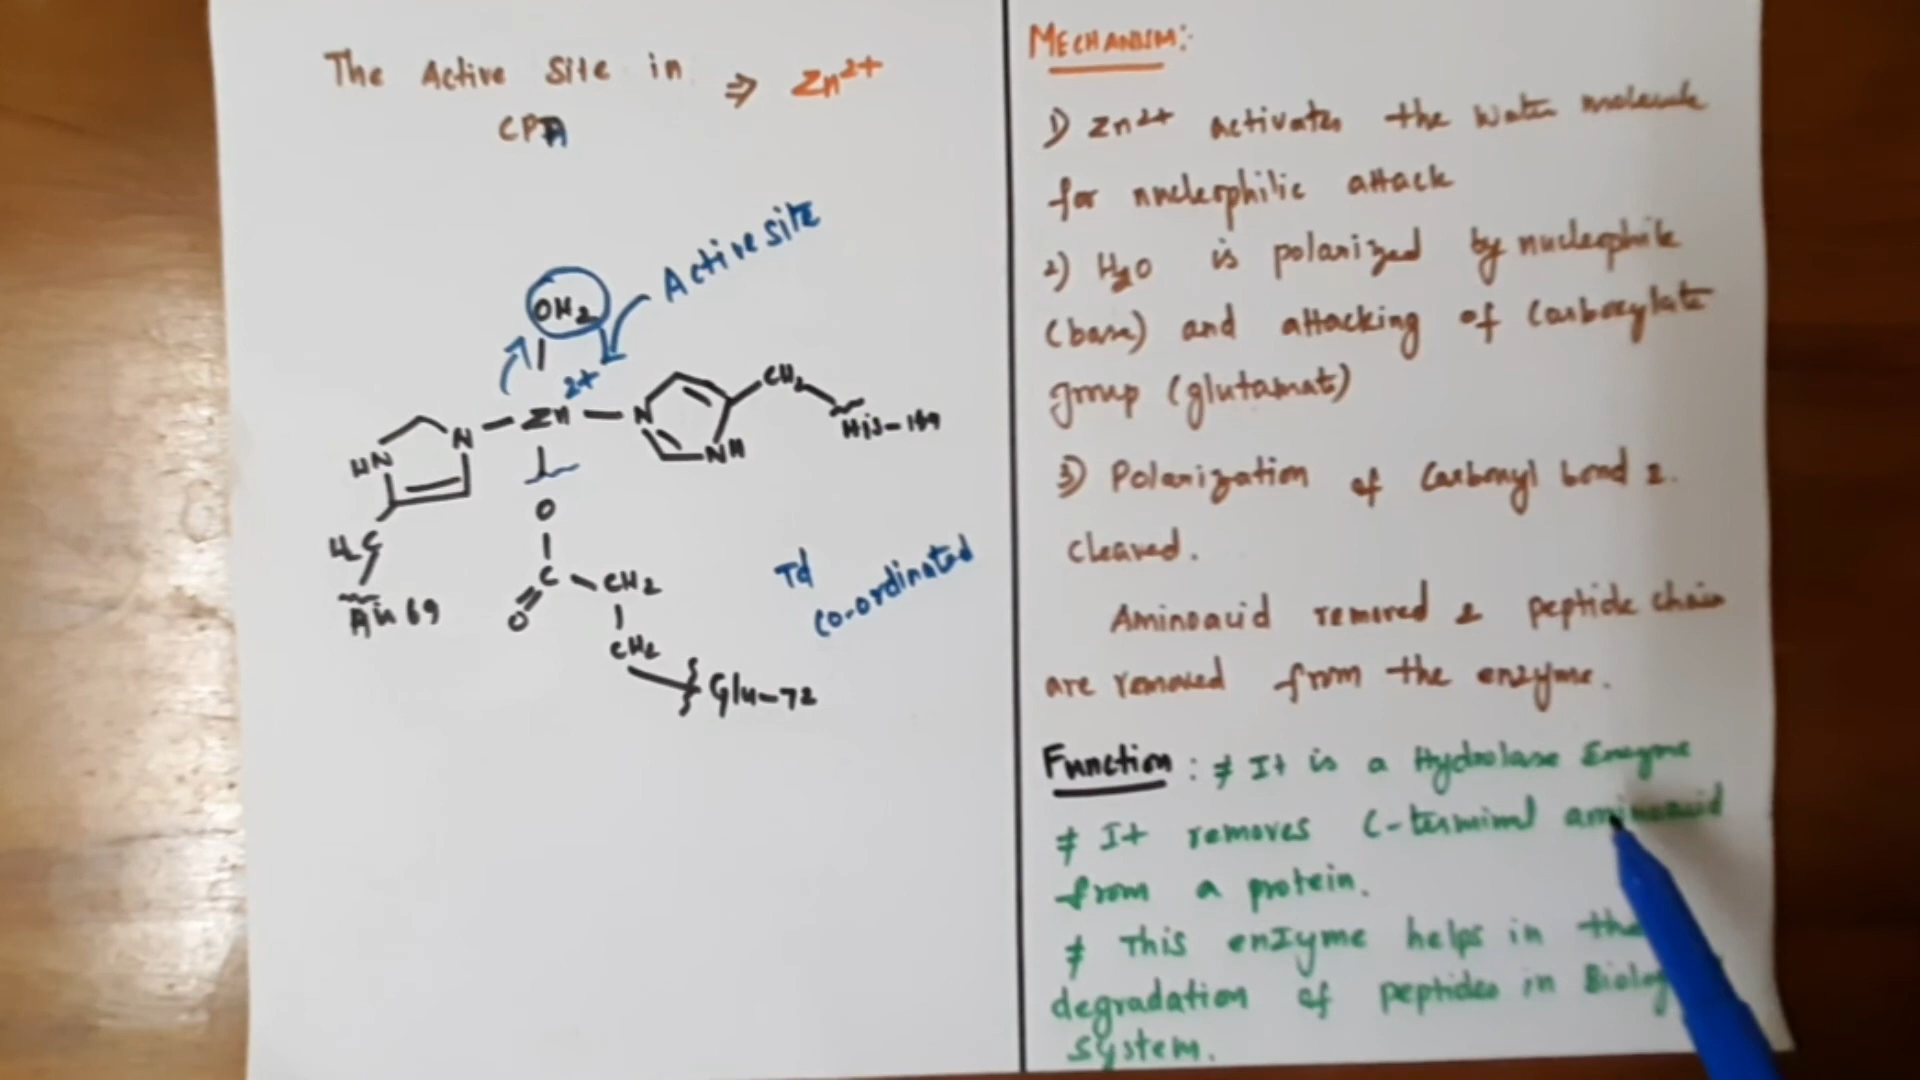 The Active Site in ⇒ Zn2+
CPA
Active site
OH2
2+
N – Zn – N
CH2
HN
NH
His-169
O
H2C
C
CH2
O
His 69
CH2
Glu-72
Td
co-ordinated
MECHANISM:
1) Zn2+ activates the water molecule
for nucleophilic attack
2) H2O is polarized by nucleophile
(base) and attacking of Carboxylate
group (glutamate)
3) Polarization of Carbonyl bond &
cleaved.
Aminoacid removed & peptide chain
are removed from the enzyme.
Function : ⇒ It is a Hydrolase Enzyme
⇒ It removes C-terminal aminoacid
from a protein.
⇒ This enzyme helps in the
degradation of peptides in
system.